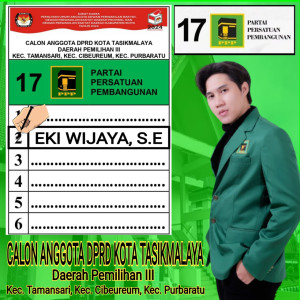 CALON ANGGOTA DPRD KOTA TASIKMALAYA
DAERAH PEMILIHAN III
KEC. TAMANSARI, KEC. CIBEUREUM, KEC. PURBARATU
17
PPP
PARTAI
PERSATUAN
PEMBANGUNAN
17
PPP
PARTAI
PERSATUAN
PEMBANGUNAN
2 EKI WIJAYA, S.E
3
4
5
6
CALON ANGGOTA DPRD KOTA TASIKMALAYA
Daerah Pemilihan III
Kec. Tamansari, Kec. Cibeureum, Kec. Purbaratu